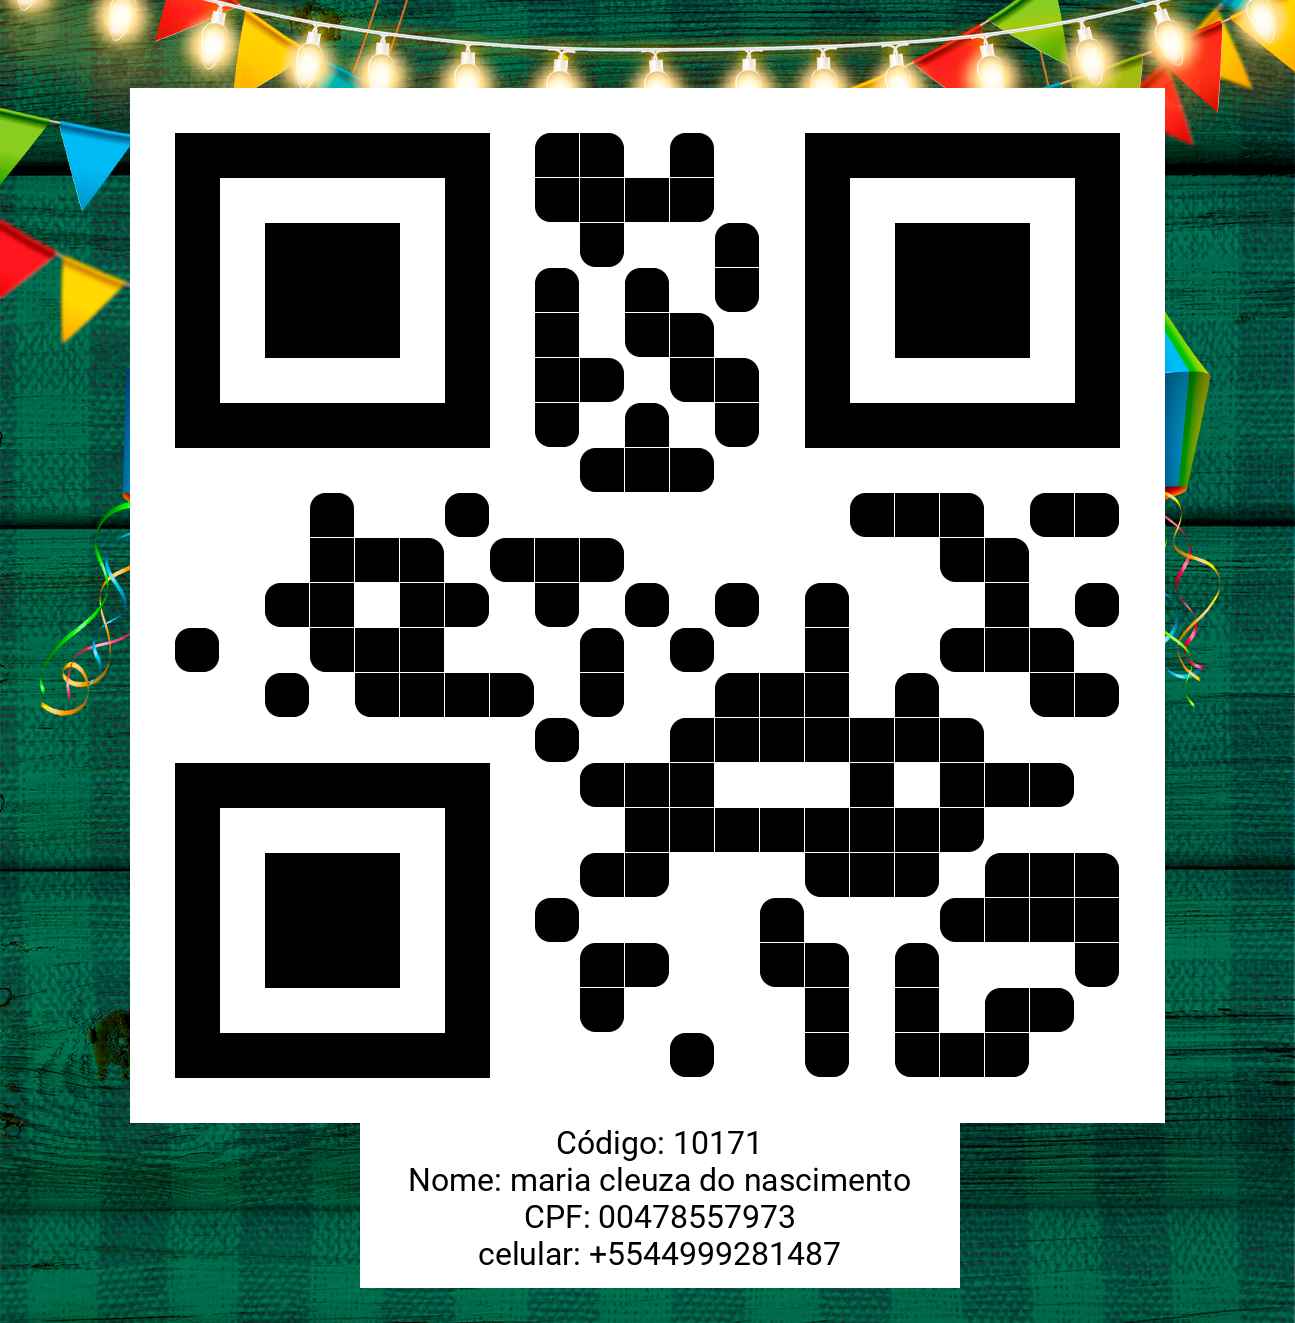 Código: 10171
Nome: maria cleuza do nascimento
CPF: 00478557973
celular: +5544999281487